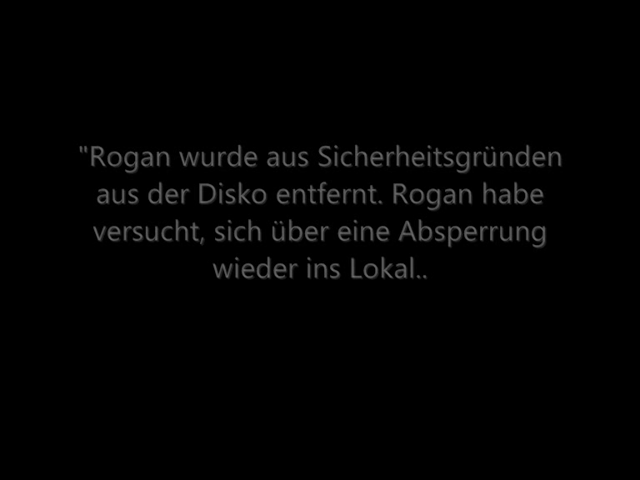 "Rogan wurde aus Sicherheitsgründen
aus der Disko entfernt. Rogan habe
versucht, sich über eine Absperrung
wieder ins Lokal..